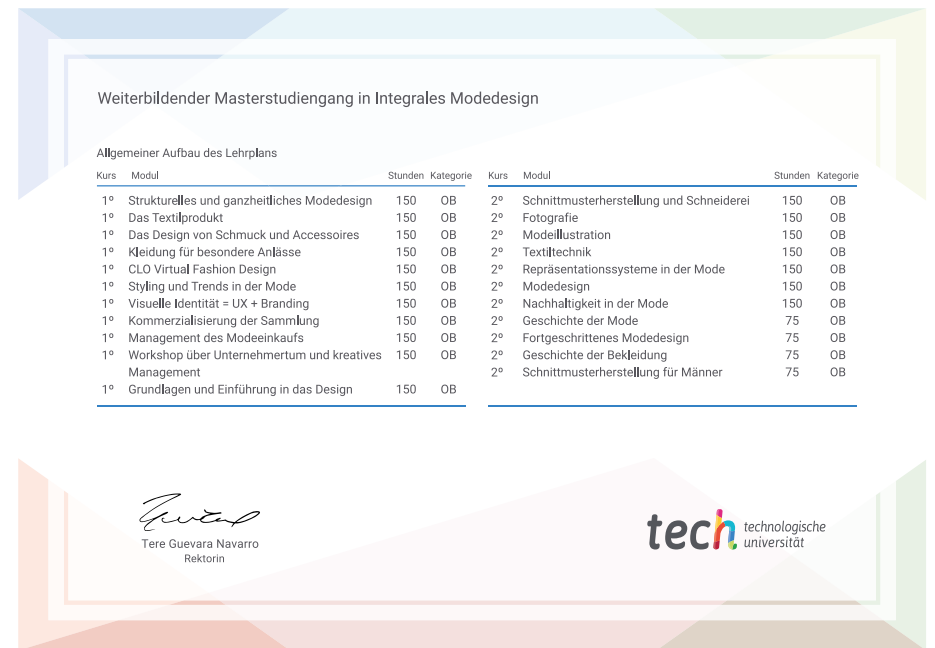 Weiterbildender Masterstudiengang in Integrales Modedesign
Allgemeiner Aufbau des Lehrplans
Kurs Modul Stunden Kategorie
1º Strukturelles und ganzheitliches Modedesign 150 OB
1º Das Textilprodukt 150 OB
1º Das Design von Schmuck und Accessoires 150 OB
1º Kleidung für besondere Anlässe 150 OB
1º CLO Virtual Fashion Design 150 OB
1º Styling und Trends in der Mode 150 OB
1º Visuelle Identität = UX + Branding 150 OB
1º Kommerzialisierung der Sammlung 150 OB
1º Management des Modeeinkaufs 150 OB
1º Workshop über Unternehmertum und kreatives 150 OB
Management
1º Grundlagen und Einführung in das Design 150 OB
Kurs Modul Stunden Kategorie
2º Schnittmusterherstellung und Schneiderei 150 OB
2º Fotografie 150 OB
2º Modeillustration 150 OB
2º Textiltechnik 150 OB
2º Repräsentationssysteme in der Mode 150 OB
2º Modedesign 150 OB
2º Nachhaltigkeit in der Mode 150 OB
2º Geschichte der Mode 75 OB
2º Fortgeschrittenes Modedesign 75 OB
2º Geschichte der Bekleidung 75 OB
2º Schnittmusterherstellung für Männer 75 OB
Tere Guevara Navarro
Rektorin
tech technologische
universität